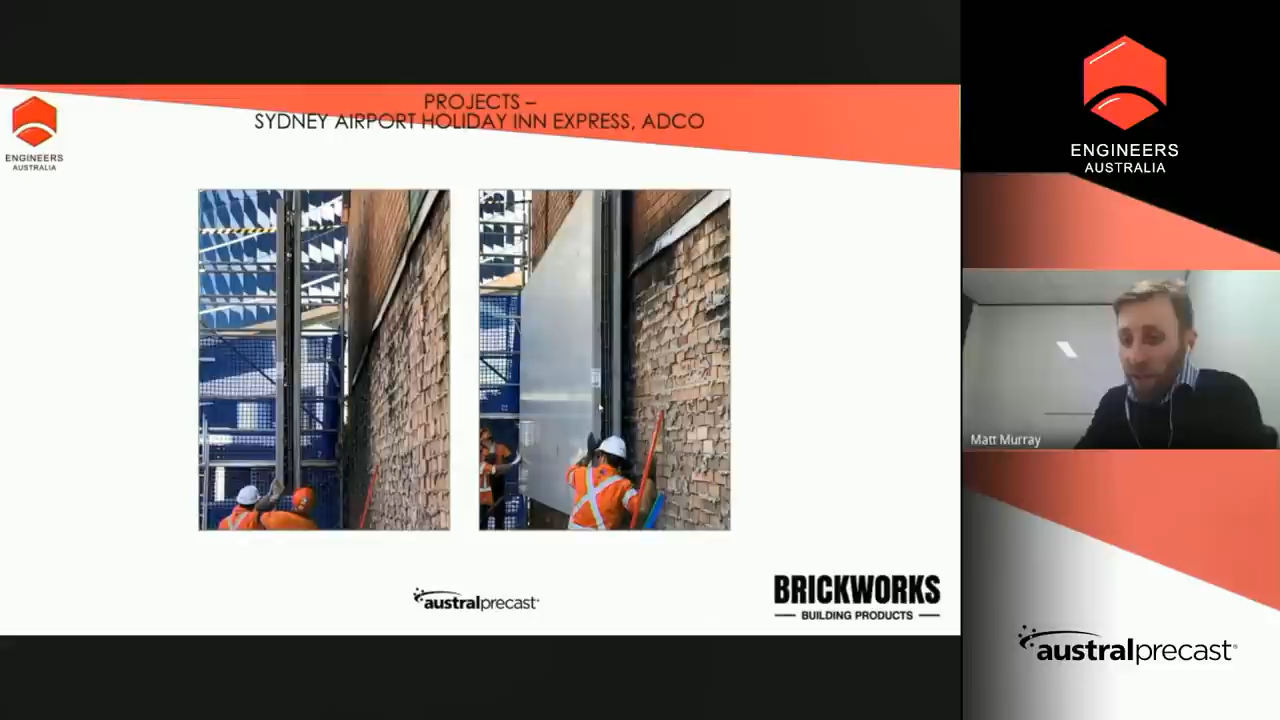 PROJECTS –
SYDNEY AIRPORT HOLIDAY INN EXPRESS, ADCO
ENGINEERS
AUSTRALIA
australprecast
BRICKWORKS
BUILDING PRODUCTS
ENGINEERS
AUSTRALIA
Matt Murray
australprecast®